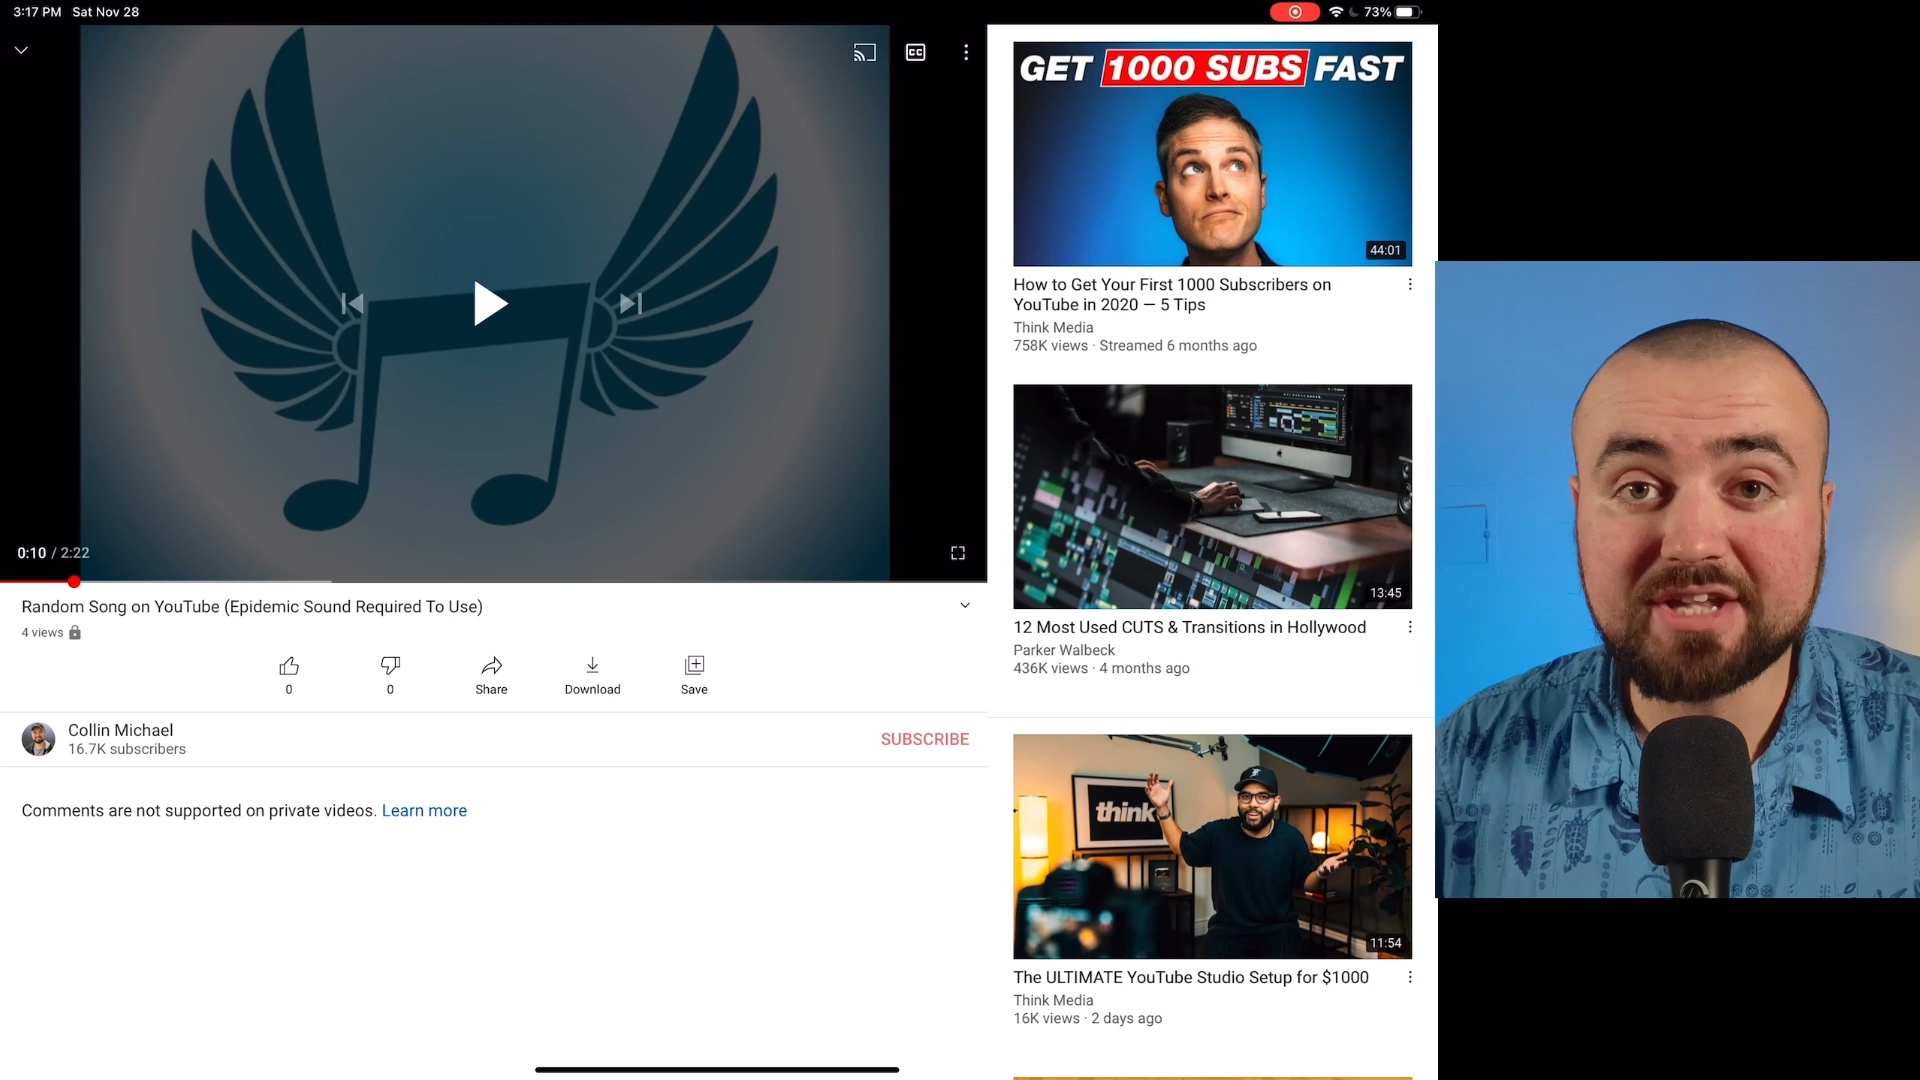 3:17 PM Sat Nov 28
73%
CC
0:10 / 2:22
Random Song on YouTube (Epidemic Sound Required To Use)
4 views
0
0
Share
Download
Save
Collin Michael
16.7K subscribers
SUBSCRIBE
Comments are not supported on private videos. Learn more
GET 1000 SUBS FAST
44:01
How to Get Your First 1000 Subscribers on
YouTube in 2020 — 5 Tips
Think Media
758K views · Streamed 6 months ago
13:45
12 Most Used CUTS & Transitions in Hollywood
Parker Walbeck
436K views · 4 months ago
think
11:54
The ULTIMATE YouTube Studio Setup for $1000
Think Media
16K views · 2 days ago